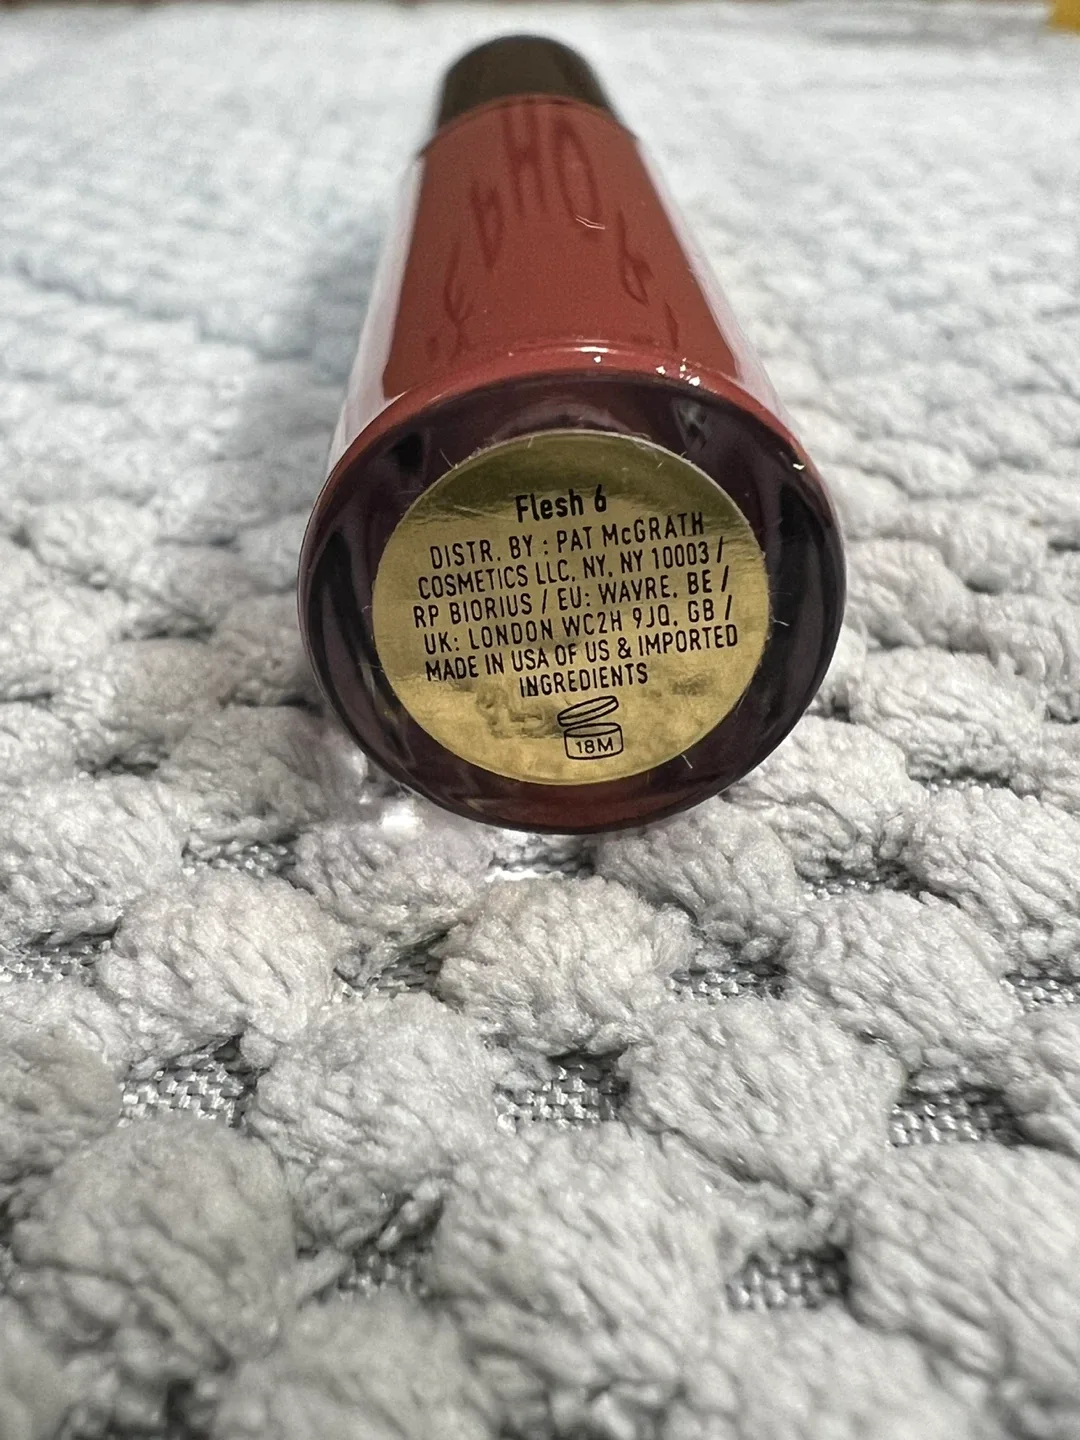 Flesh 6
DISTR. BY : PAT McGRATH
COSMETICS LLC, NY, NY 10003 /
RP BIORIUS / EU: WAVRE, BE /
UK: LONDON WC2H 9JQ, GB /
MADE IN USA OF US & IMPORTED
INGREDIENTS
18M